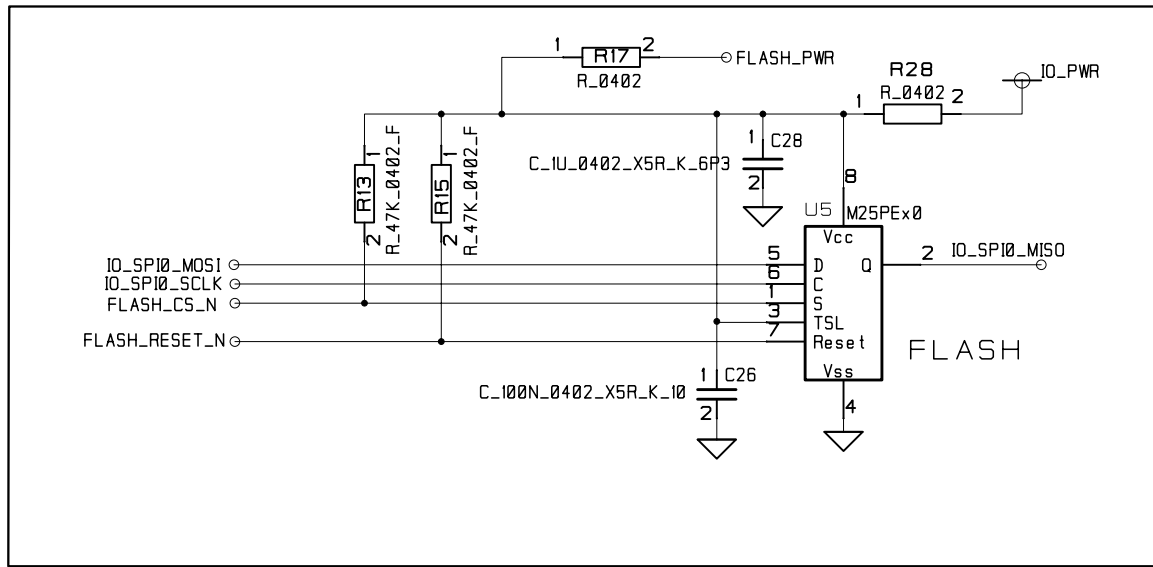 1 R17 2 FLASH_PWR
R_0402
R28
IO_PWR
R_0402
1 2
1 C28
C_1U_0402_X5R_K_6P3
2
1 R13 2 R_47K_0402_F
1 R15 2 R_47K_0402_F
8
U5 M25PEx0
Vcc
IO_SPI0_MOSI 5 D Q 2 IO_SPI0_MISO
IO_SPI0_SCLK 6 C
FLASH_CS_N 1 S
3 TSL
FLASH_RESET_N 7 Reset
FLASH
Vss
4
1 C26
C_100N_0402_X5R_K_10
2